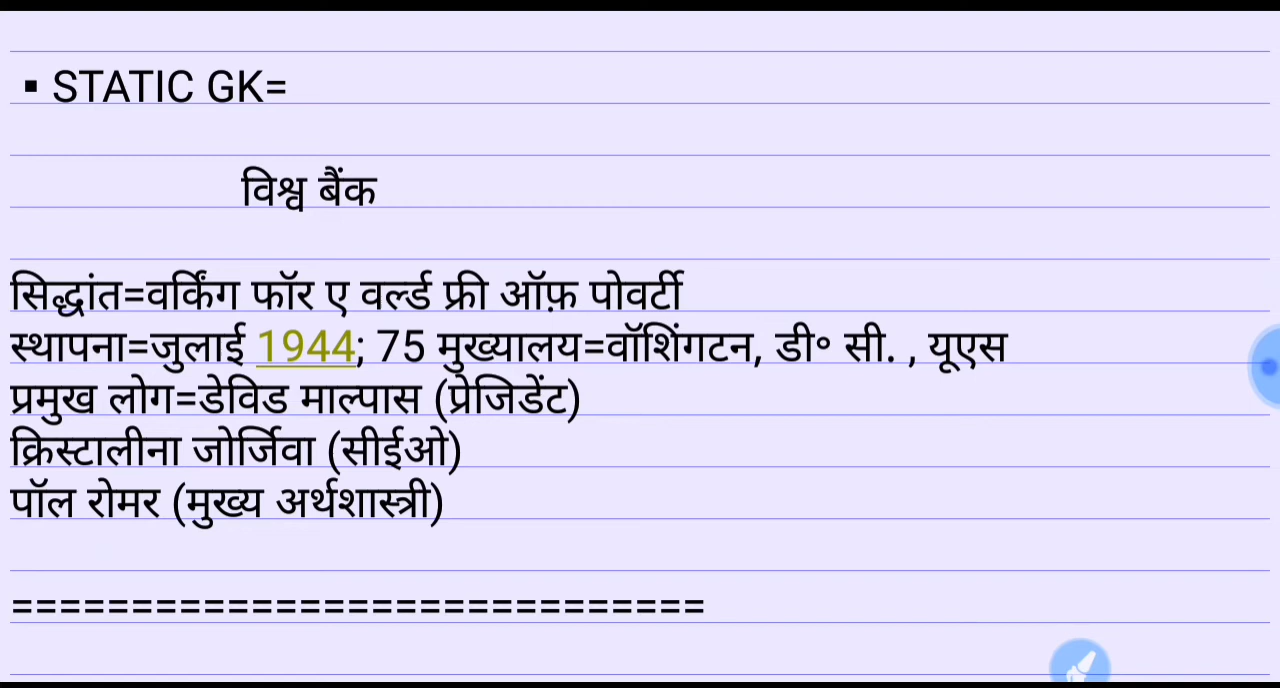 ▪ STATIC GK=
विश्व बैंक
सिद्धांत=वर्किंग फॉर ए वर्ल्ड फ्री ऑफ़ पोवर्टी
स्थापना=जुलाई 1944; 75 मुख्यालय=वॉशिंगटन, डी॰ सी. , यूएस
प्रमुख लोग=डेविड माल्पास (प्रेजिडेंट)
क्रिस्टालीना जोर्जिवा (सीईओ)
पॉल रोमर (मुख्य अर्थशास्त्री)
=============================